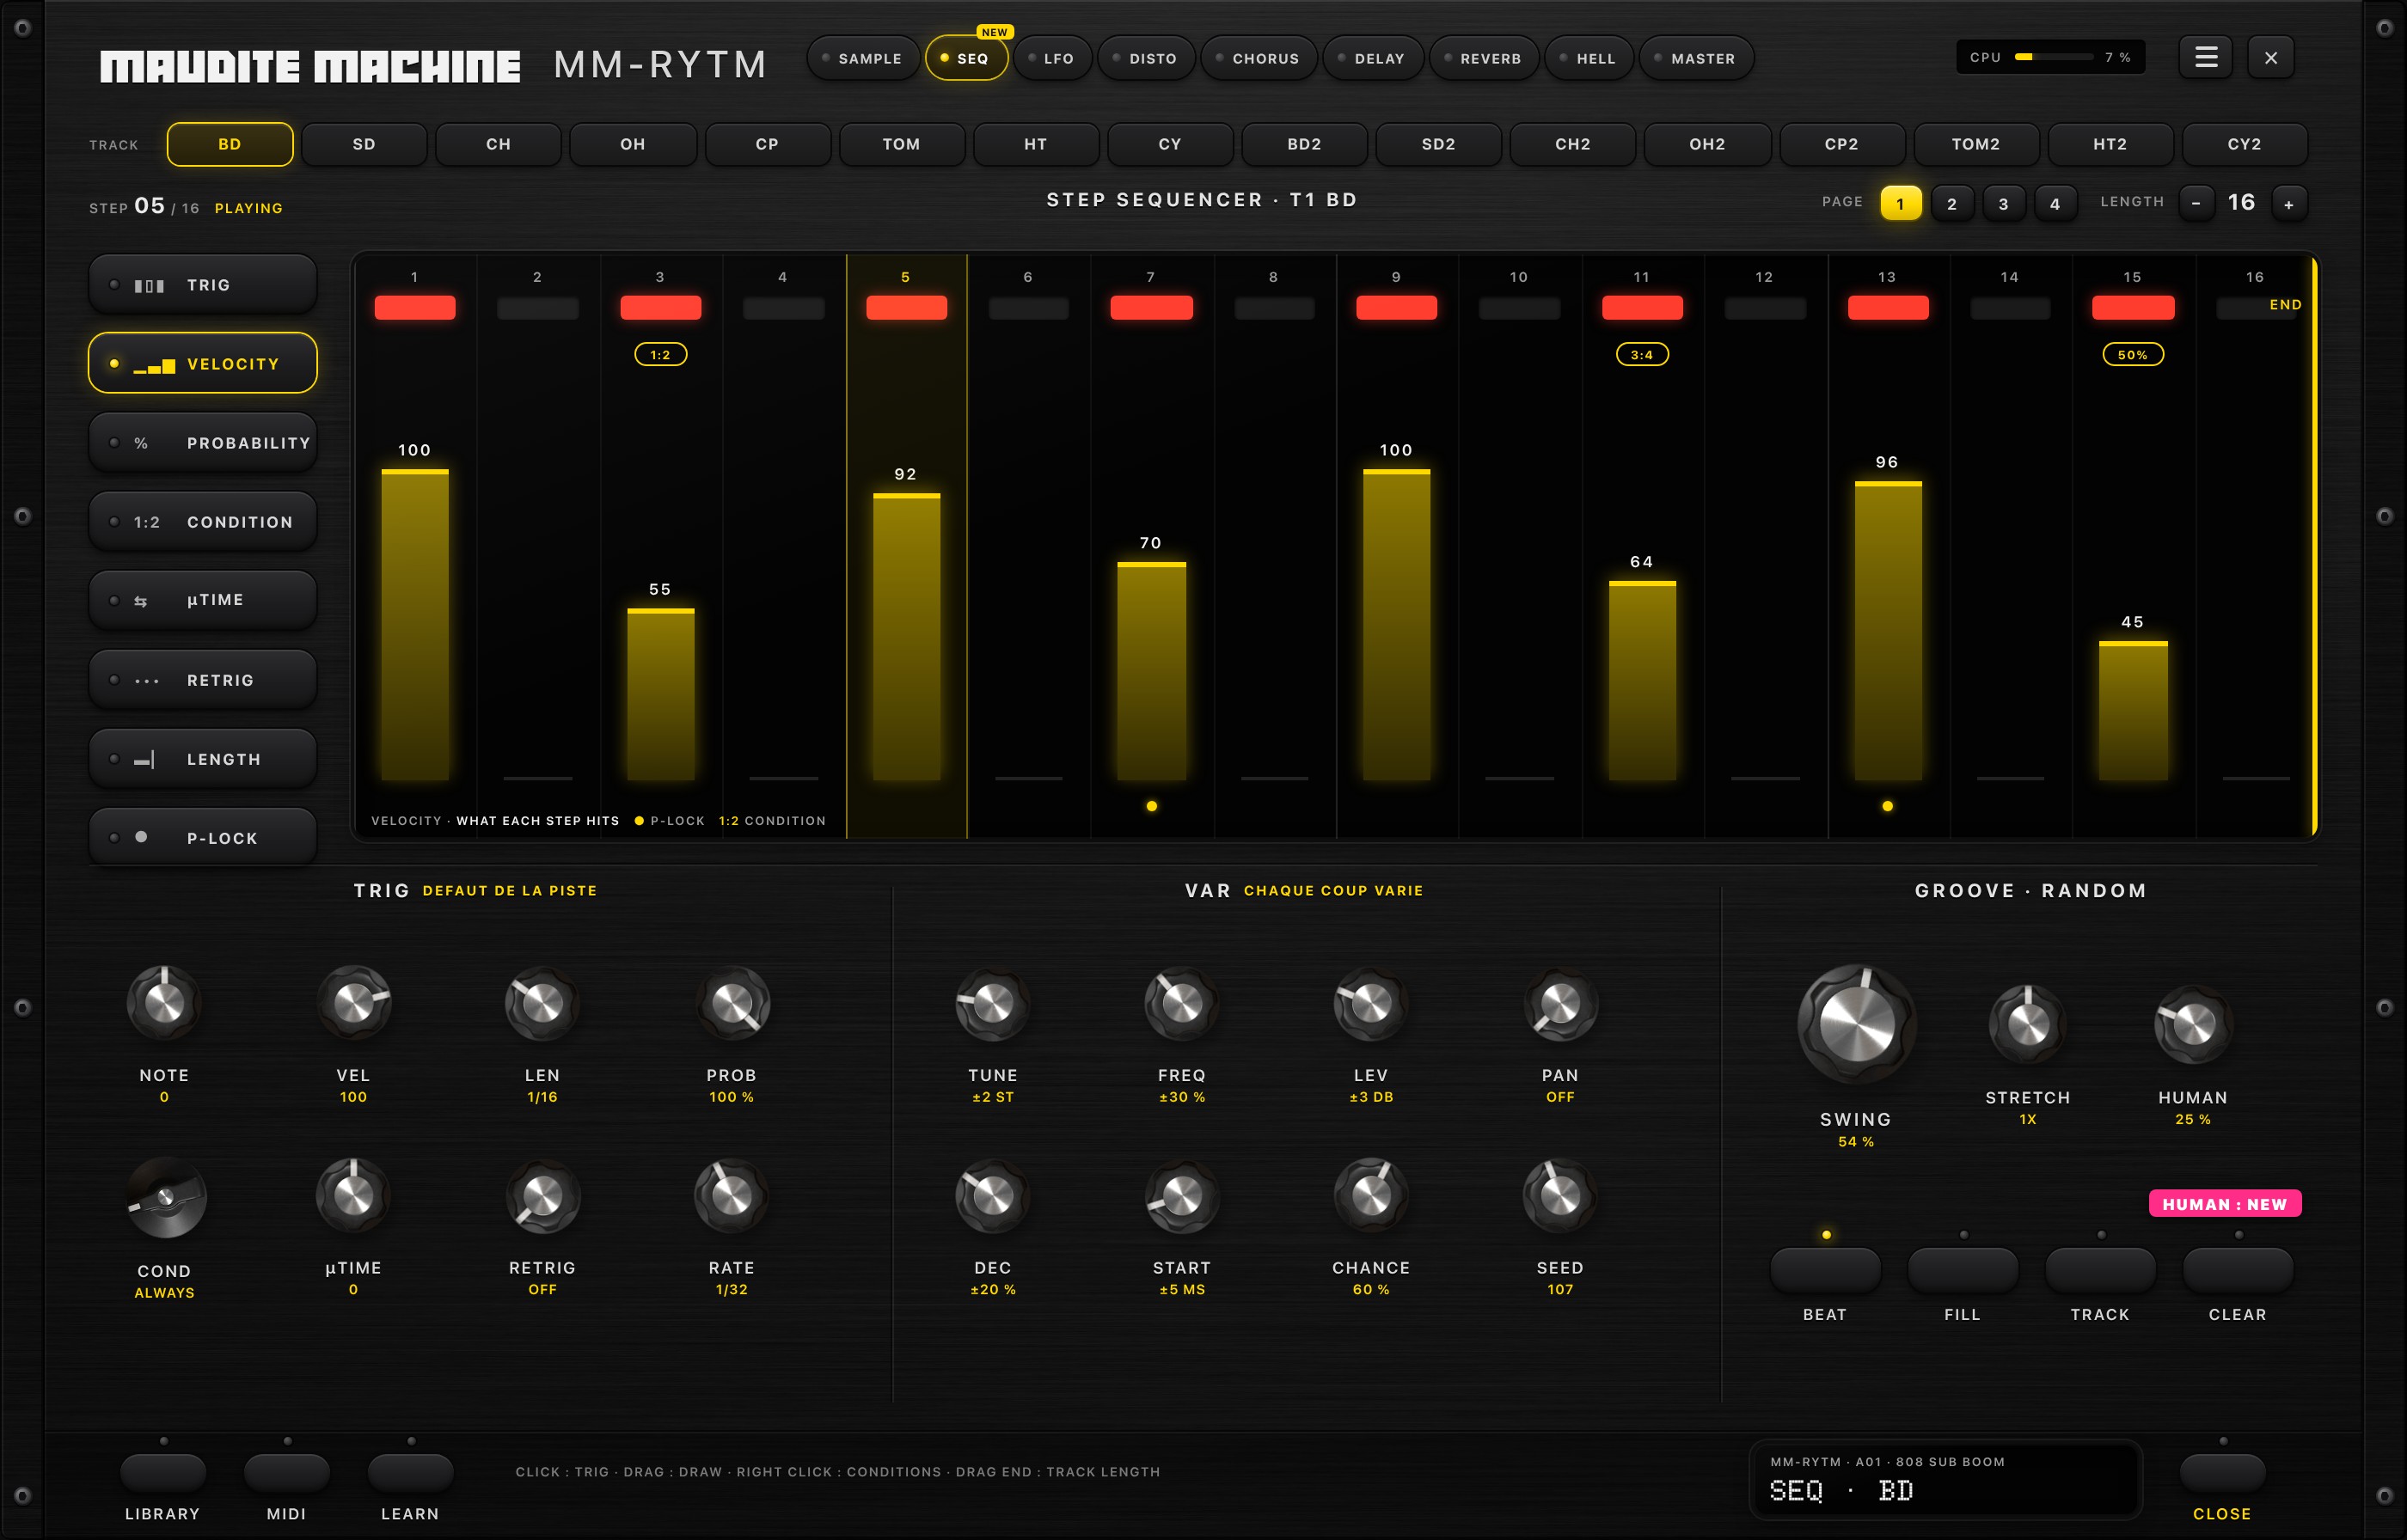 MAUDITE MACHINE MM-RYTM SAMPLE SEQ NEW LFO DISTO CHORUS DELAY REVERB HELL MASTER CPU 7 %
TRACK BD SD CH OH CP TOM HT CY BD2 SD2 CH2 OH2 CP2 TOM2 HT2 CY2
STEP 05 / 16 PLAYING STEP SEQUENCER · T1 BD PAGE 1 2 3 4 LENGTH − 16 +
TRIG
VELOCITY
% PROBABILITY
1:2 CONDITION
µTIME
RETRIG
LENGTH
P-LOCK
1 2 3 4 5 6 7 8 9 10 11 12 13 14 15 16
END
1:2 3:4 50%
100 55 92 70 100 64 96 45
VELOCITY · WHAT EACH STEP HITS P-LOCK 1:2 CONDITION
TRIG DEFAUT DE LA PISTE
NOTE VEL LEN PROB
0 100 1/16 100 %
COND µTIME RETRIG RATE
ALWAYS 0 OFF 1/32
VAR CHAQUE COUP VARIE
TUNE FREQ LEV PAN
±2 ST ±30 % ±3 DB OFF
DEC START CHANCE SEED
±20 % ±5 MS 60 % 107
GROOVE · RANDOM
SWING STRETCH HUMAN
54 % 1X 25 %
HUMAN : NEW
BEAT FILL TRACK CLEAR
LIBRARY MIDI LEARN
CLICK : TRIG · DRAG : DRAW · RIGHT CLICK : CONDITIONS · DRAG END : TRACK LENGTH
MM-RYTM · A01 · 808 SUB BOOM
SEQ · BD
CLOSE